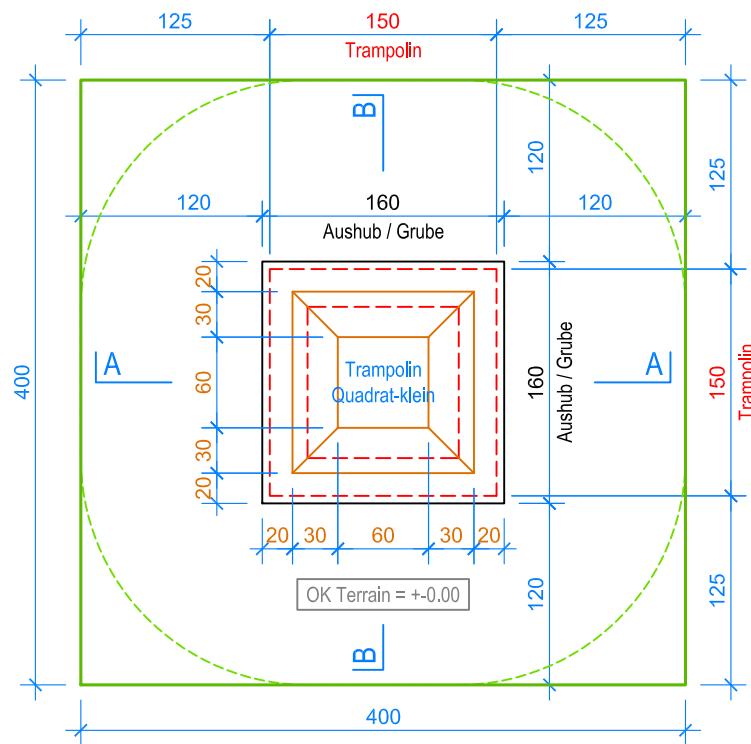 125 150 125
Trampolin
B
120
125
120 160 120
Aushub / Grube
20
30
60
30
20
400
A
Trampolin
Quadrat-klein
160
Aushub / Grube
A
150
Trampolin
20 30 60 30 20
120
125
OK Terrain = +-0.00
B
400